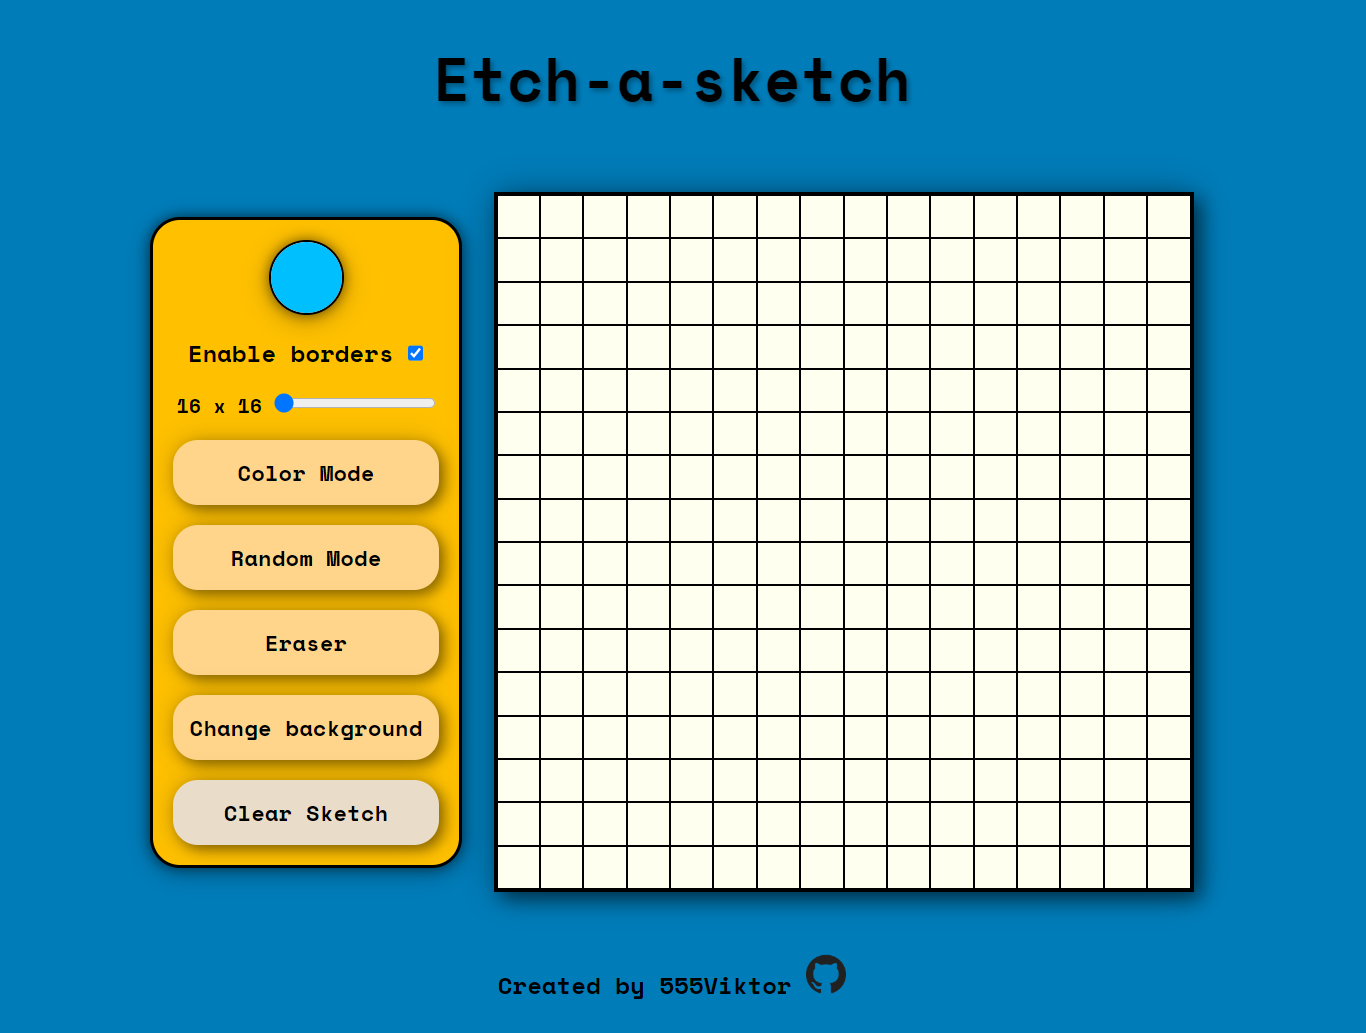 Etch-a-sketch
Enable borders
16 x 16
Color Mode
Random Mode
Eraser
Change background
Clear Sketch
Created by 555Viktor